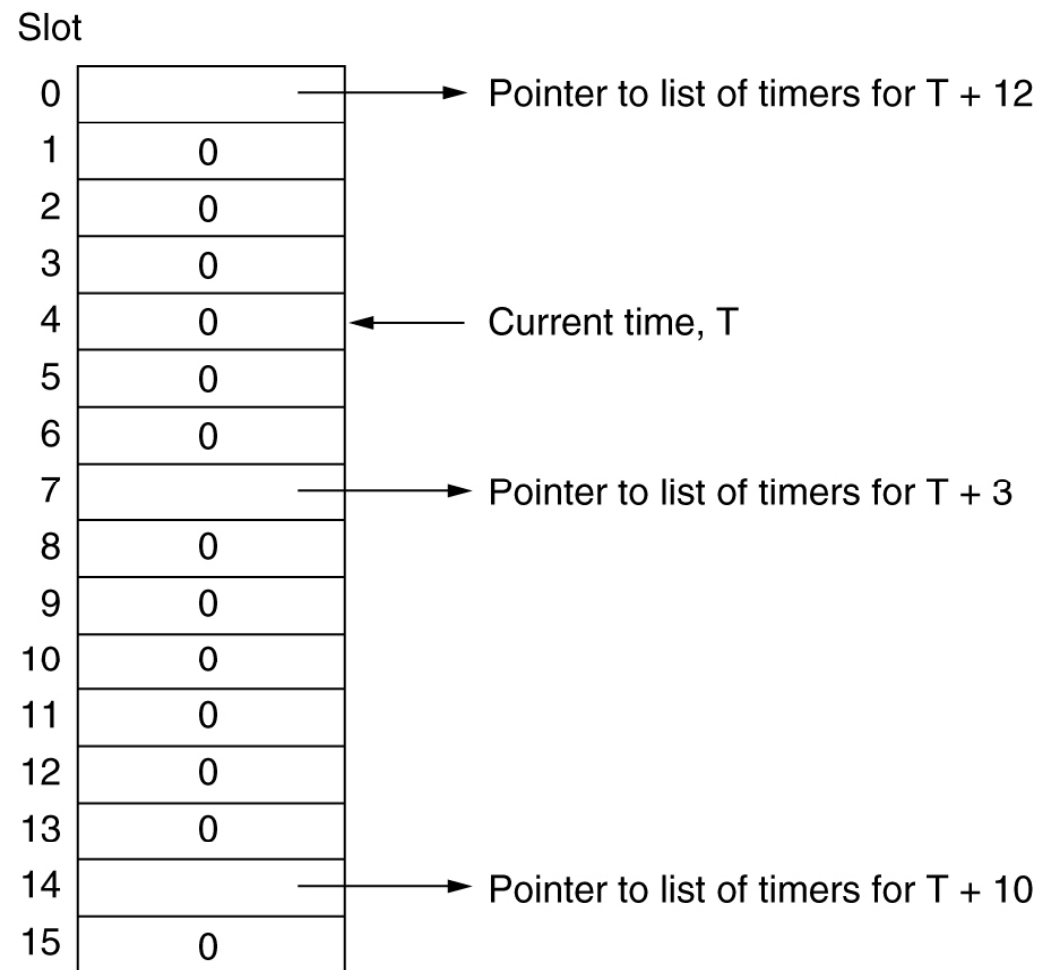 Slot
0 Pointer to list of timers for T + 12
1 0
2 0
3 0
4 0 Current time, T
5 0
6 0
7 Pointer to list of timers for T + 3
8 0
9 0
10 0
11 0
12 0
13 0
14 Pointer to list of timers for T + 10
15 0